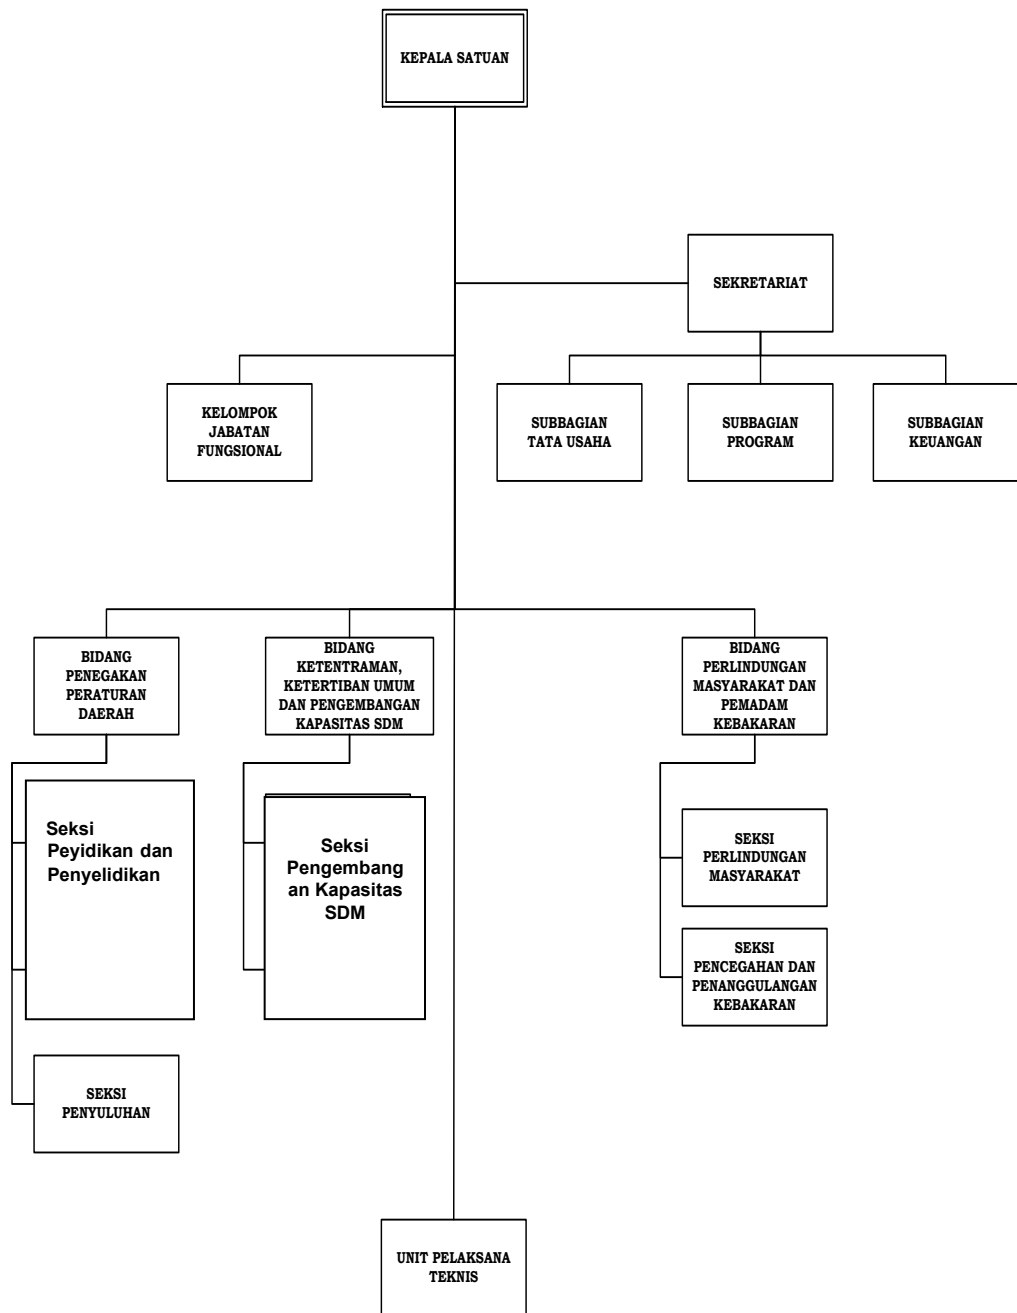 KEPALA SATUAN
SEKRETARIAT
KELOMPOK
JABATAN
FUNGSIONAL
SUBBAGIAN
TATA USAHA
SUBBAGIAN
PROGRAM
SUBBAGIAN
KEUANGAN
BIDANG
PENEGAKAN
PERATURAN
DAERAH
BIDANG
KETENTRAMAN,
KETERTIBAN UMUM
DAN PENGEMBANGAN
KAPASITAS SDM
BIDANG
PERLINDUNGAN
MASYARAKAT DAN
PEMADAM
KEBAKARAN
Seksi
Peyidikan dan
Penyelidikan
Seksi
Pengembang
an Kapasitas
SDM
SEKSI
PERLINDUNGAN
MASYARAKAT
SEKSI
PENCEGAHAN DAN
PENANGGULANGAN
KEBAKARAN
SEKSI
PENYULUHAN
UNIT PELAKSANA
TEKNIS